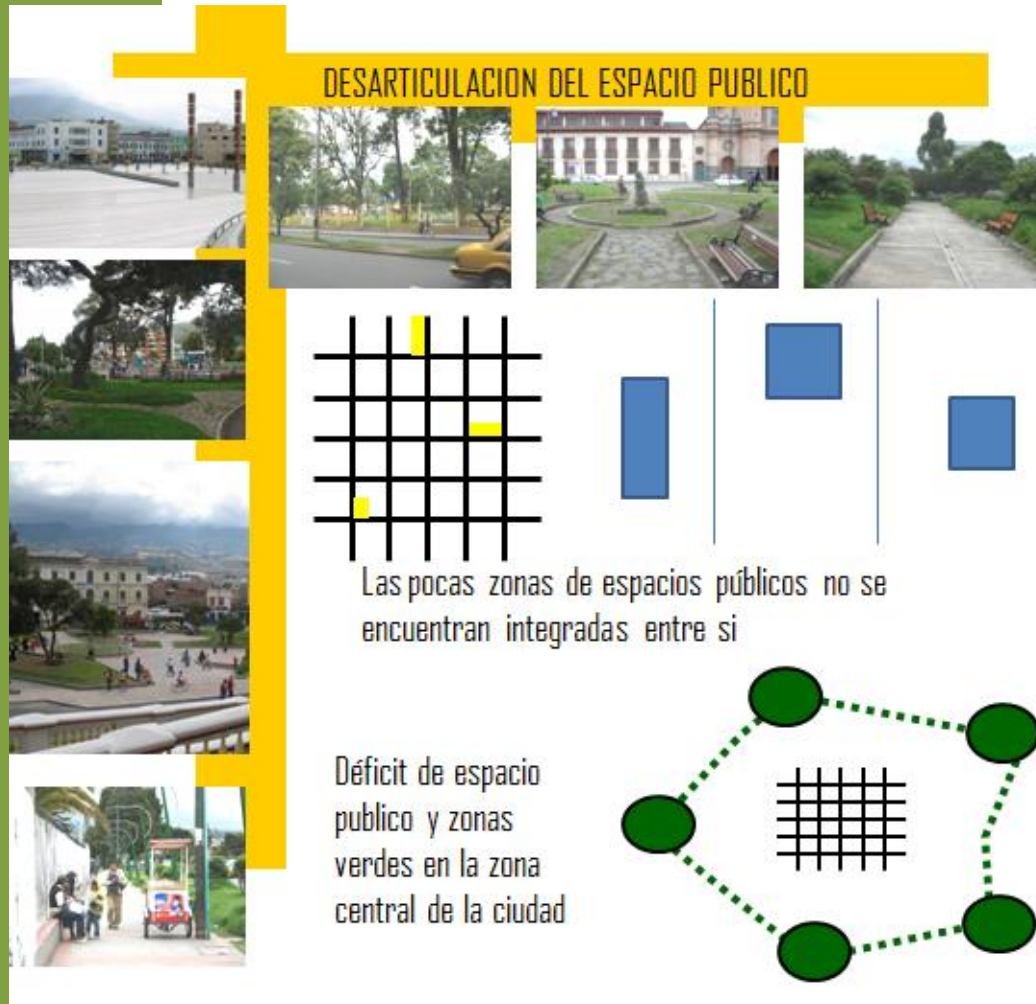 DESARTICULACION DEL ESPACIO PUBLICO
Las pocas zonas de espacios públicos no se
encuentran integradas entre si
Déficit de espacio
publico y zonas
verdes en la zona
central de la ciudad